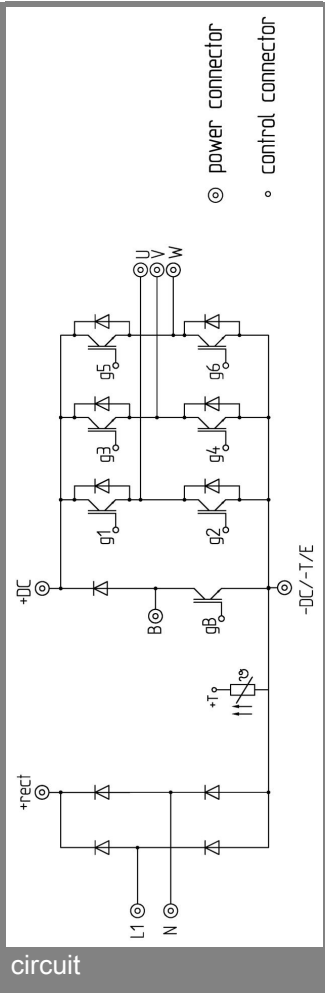 power connector
control connector
U
V
W
g5
g6
g3
g4
g1
g2
+DC
B
gB
-DC/-T/E
+T
ϑ
+rect
L1
N
circuit